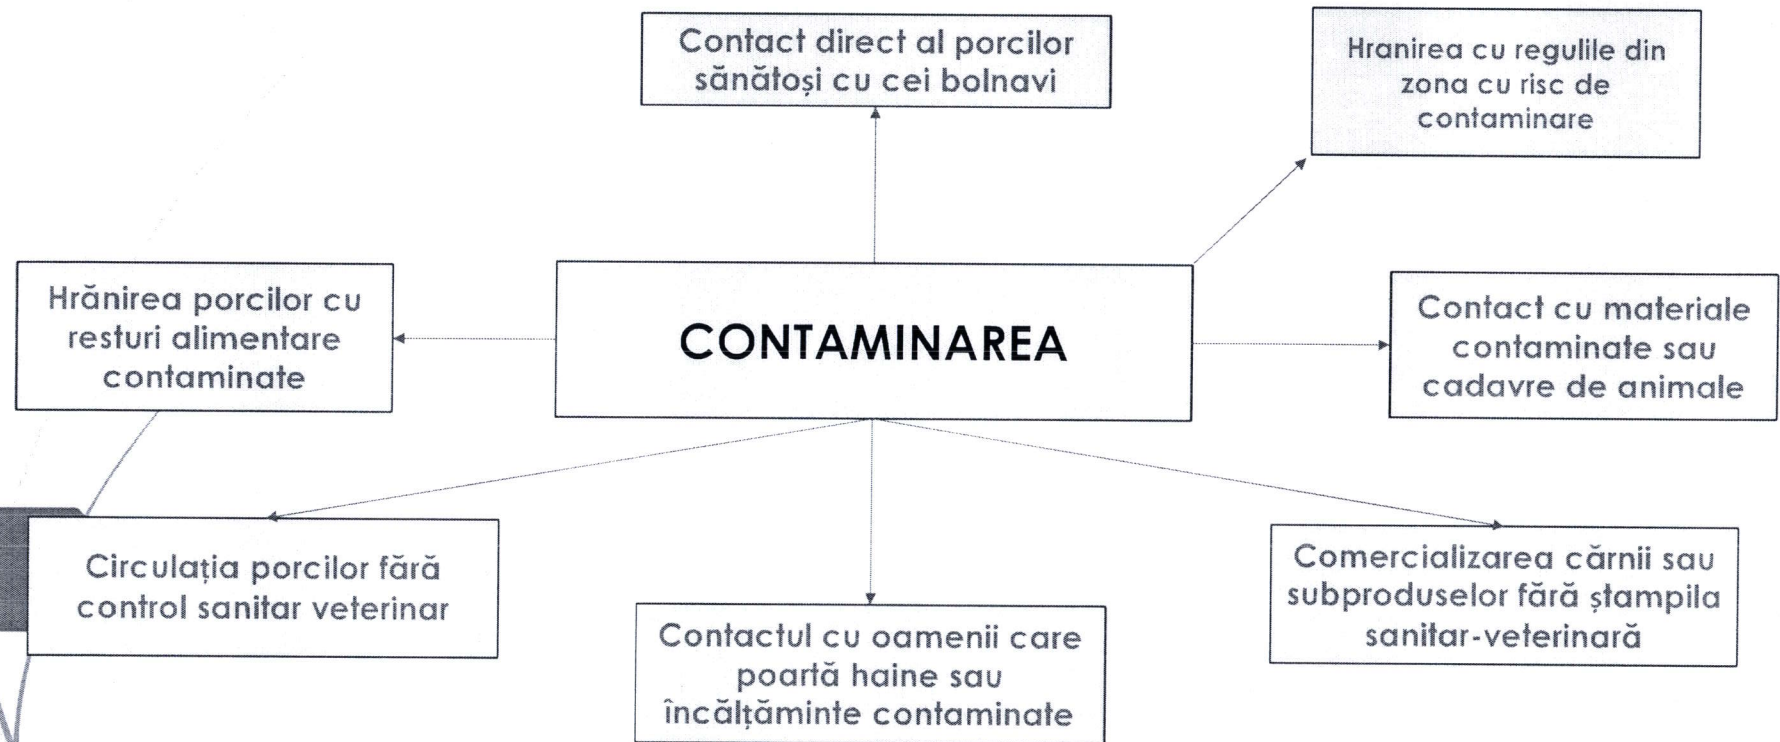 Contact direct al porcilor
sănătoși cu cei bolnavi
Hranirea cu regulile din
zona cu risc de
contaminare
Hrănirea porcilor cu
resturi alimentare
contaminate
CONTAMINAREA
Contact cu materiale
contaminate sau
cadavre de animale
Circulația porcilor fără
control sanitar veterinar
Contactul cu oamenii care
poartă haine sau
încălțăminte contaminate
Comercializarea cărnii sau
subproduselor fără ștampila
sanitar-veterinară